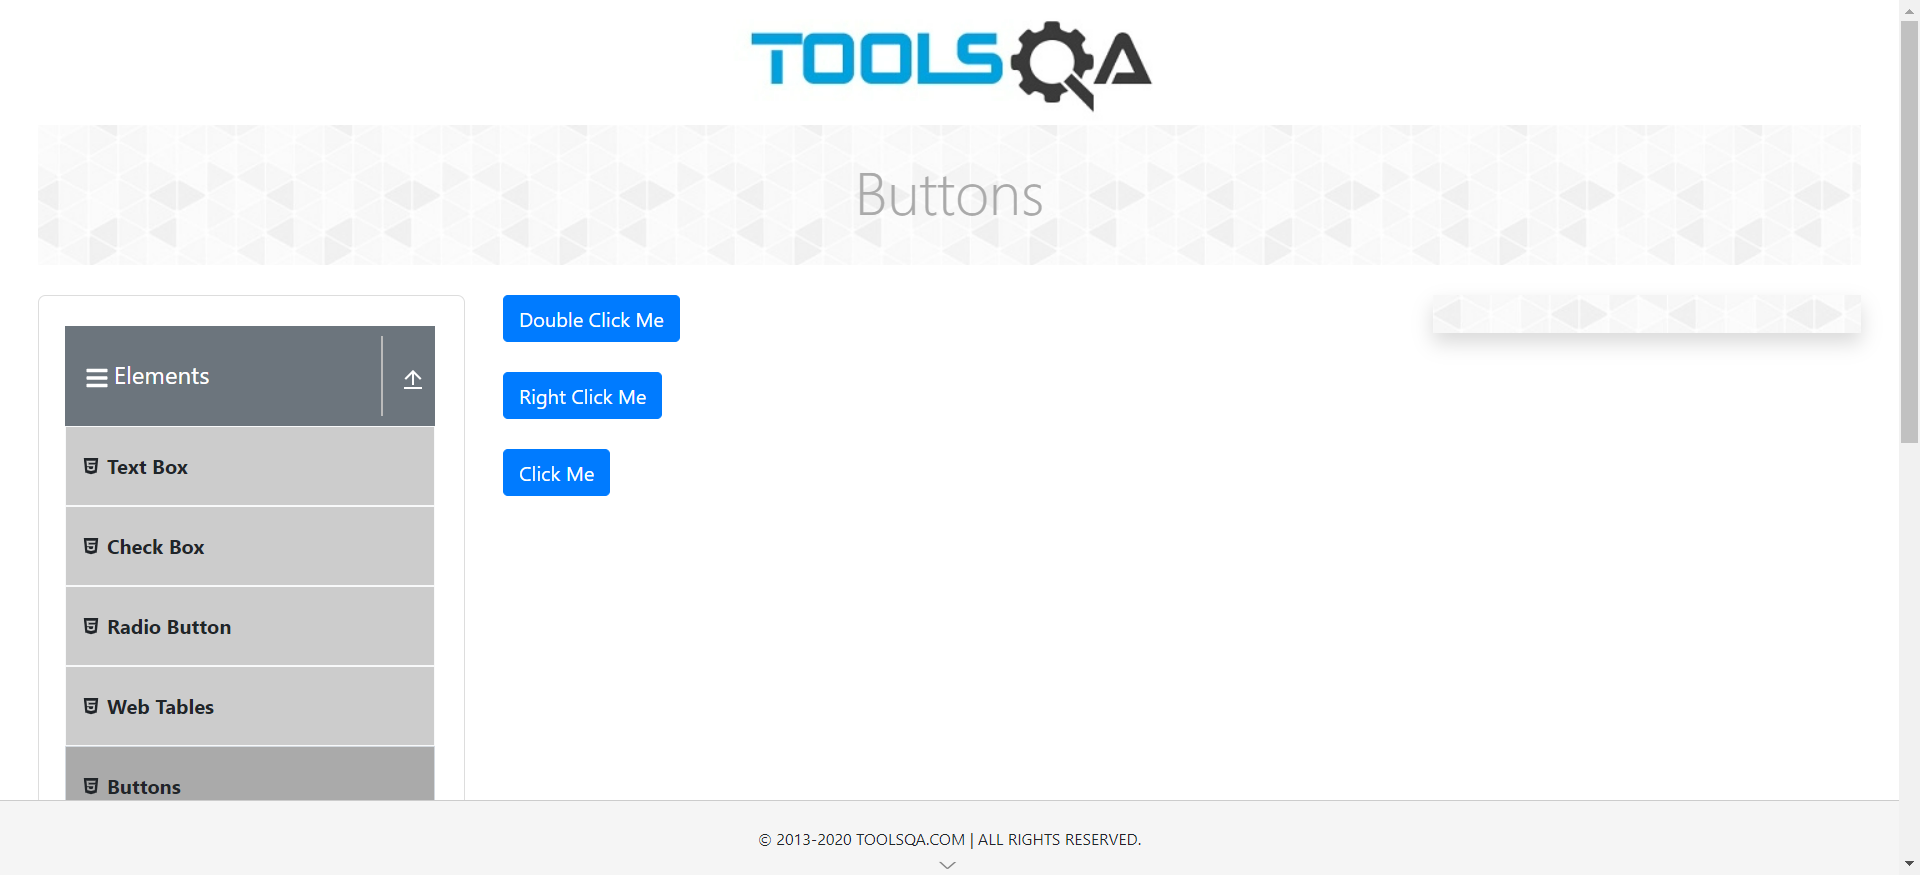 TOOLSQA
Buttons
Elements
Text Box
Check Box
Radio Button
Web Tables
Buttons
Double Click Me
Right Click Me
Click Me
© 2013-2020 TOOLSQA.COM | ALL RIGHTS RESERVED.